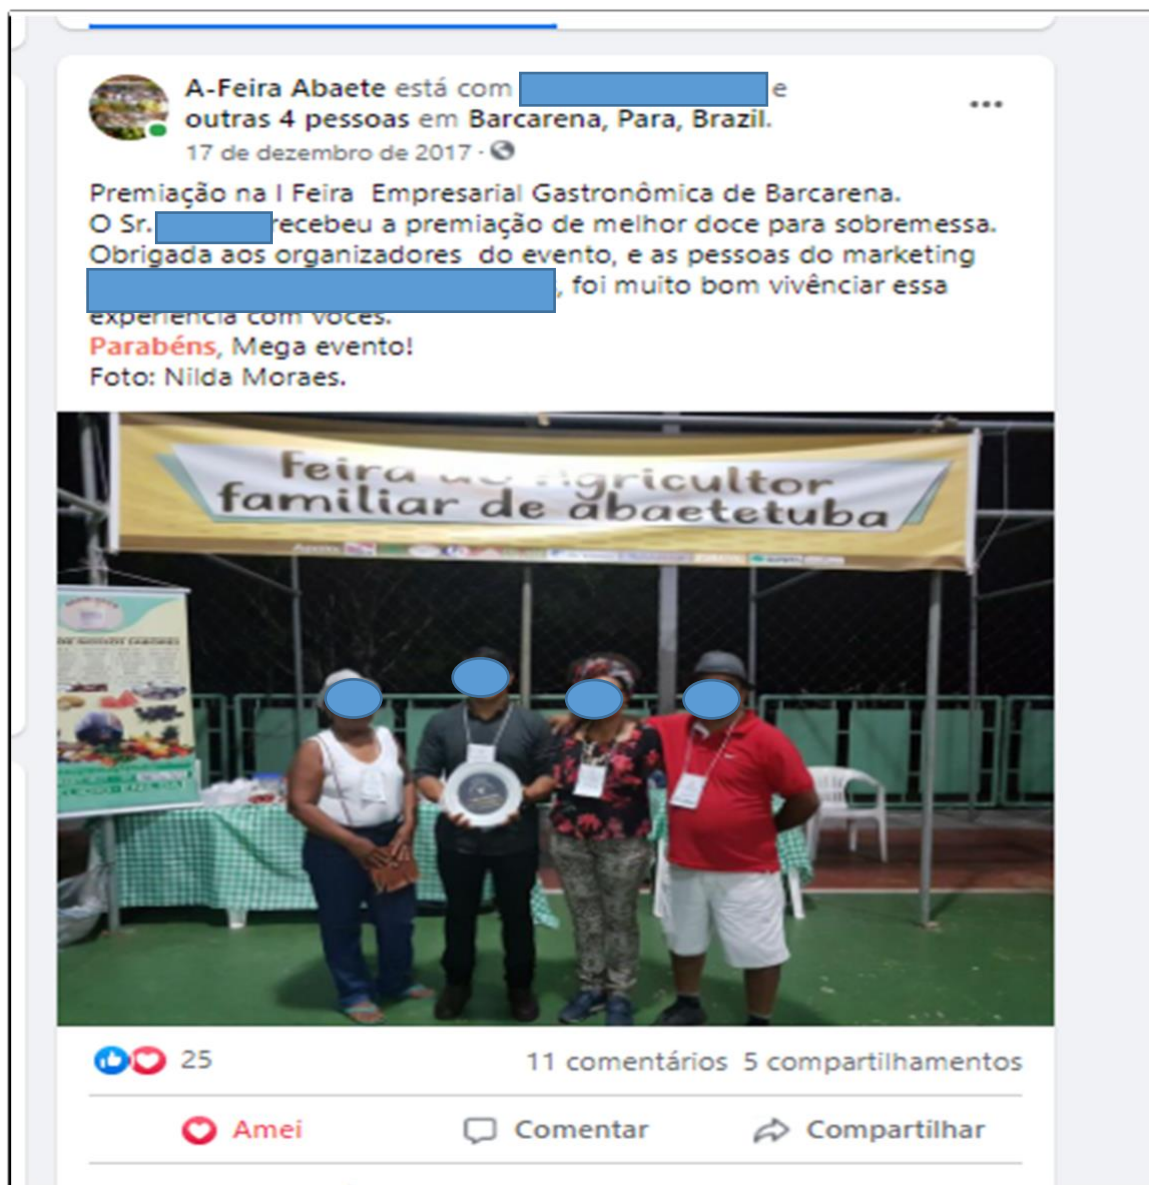 A-Feira Abaete está com e
outras 4 pessoas em Barcarena, Para, Brazil.
17 de dezembro de 2017 ·
Premiação na I Feira Empresarial Gastronômica de Barcarena.
O Sr. recebeu a premiação de melhor doce para sobremessa.
Obrigada aos organizadores do evento, e as pessoas do marketing
, foi muito bom vivênciar essa
experiência com vocês.
Parabéns, Mega evento!
Foto: Nilda Moraes.
Feira Agricultor
familiar de abaetetuba
25
11 comentários 5 compartilhamentos
Amei
Comentar
Compartilhar